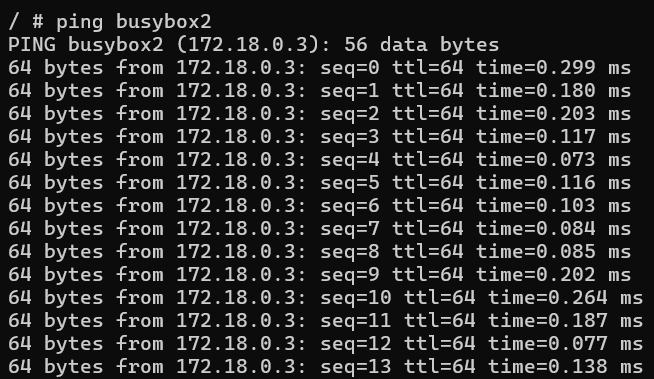 / # ping busybox2
PING busybox2 (172.18.0.3): 56 data bytes
64 bytes from 172.18.0.3: seq=0 ttl=64 time=0.299 ms
64 bytes from 172.18.0.3: seq=1 ttl=64 time=0.180 ms
64 bytes from 172.18.0.3: seq=2 ttl=64 time=0.203 ms
64 bytes from 172.18.0.3: seq=3 ttl=64 time=0.117 ms
64 bytes from 172.18.0.3: seq=4 ttl=64 time=0.073 ms
64 bytes from 172.18.0.3: seq=5 ttl=64 time=0.116 ms
64 bytes from 172.18.0.3: seq=6 ttl=64 time=0.103 ms
64 bytes from 172.18.0.3: seq=7 ttl=64 time=0.084 ms
64 bytes from 172.18.0.3: seq=8 ttl=64 time=0.085 ms
64 bytes from 172.18.0.3: seq=9 ttl=64 time=0.202 ms
64 bytes from 172.18.0.3: seq=10 ttl=64 time=0.264 ms
64 bytes from 172.18.0.3: seq=11 ttl=64 time=0.187 ms
64 bytes from 172.18.0.3: seq=12 ttl=64 time=0.077 ms
64 bytes from 172.18.0.3: seq=13 ttl=64 time=0.138 ms